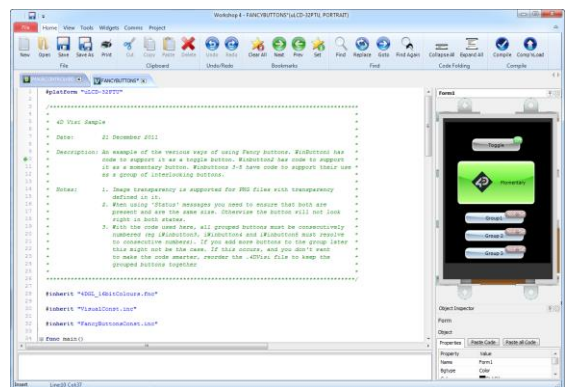 Workshop 4 - FANCYBUTTONS*(uLCD-32PTU, PORTRAIT)
File Home View Tools Widgets Comms Project
New Open Save Save As Print Cut Copy Paste Delete Undo Redo Clear All Next Prev Set Find Replace Goto Find Again Collapse All Expand All Compile Comp'nLoad
File Clipboard Undo/Redo Bookmarks Find Code Folding Compile
FANCYBUTTONS*
#platform "uLCD-32PTU"
4D Visi Sample
Date: 21 December 2011
Description: An example of the various ways of using Fancy buttons. WinButton1 has
code to support it as a toggle button. Winbutton2 has code to support
it as a momentary button. Winbuttons 3-5 have code to support their use
as a group of interlocking buttons.
Notes: 1. Image transparency is supported for PNG files with transparency
defined in it.
2. When using 'Status' messages you need to ensure that both are
present and are the same size. Otherwise the button will not look
right in both states.
3. With the code used here, all grouped buttons must be consecutively
numbered (eg iWinbutton3, iWinbutton4 and iWinbutton5 must resolve
to consecutive numbers). If you add more buttons to the group later
this might not be the case. If this occurs, and you don't want
to make the code smarter, reorder the .4DVisi file to keep the
grouped buttons together
#inherit "4DGL_16bitColours.fnc"
#inherit "VisualConst.inc"
#inherit "FancyButtonsConst.inc"
func main()
Form1
Toggle
Momentary
Group1
Group 2
Group 3
Object Inspector
Form
Object
Properties Paste Code Paste all Code
Property Value
Name Form1
Bgtype Color
Insert Line:10 Col:37